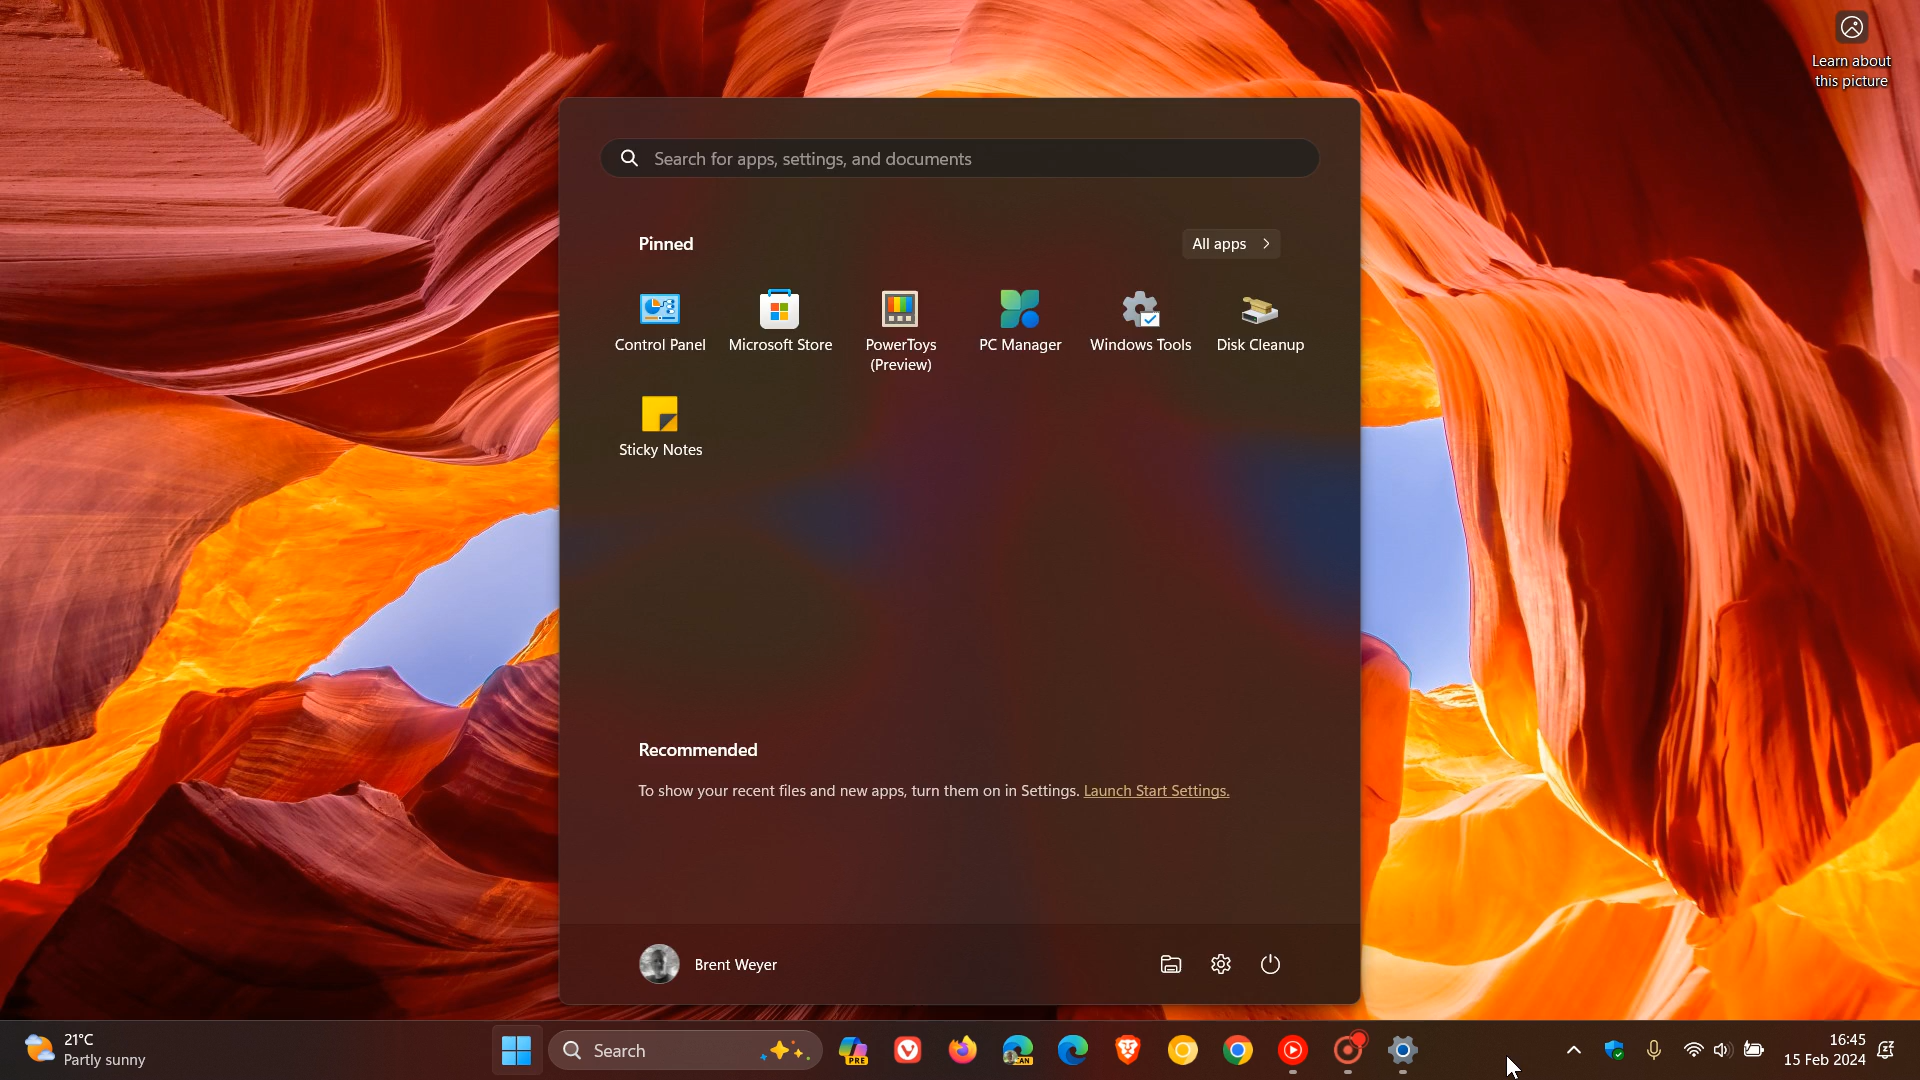 Learn about
this picture
Search for apps, settings, and documents
Pinned
All apps
Control Panel
Microsoft Store
PowerToys
(Preview)
PC Manager
Windows Tools
Disk Cleanup
Sticky Notes
Recommended
To show your recent files and new apps, turn them on in Settings. Launch Start Settings.
Brent Weyer
21°C
Partly sunny
Search
PRE
CAN
16:45
15 Feb 2024